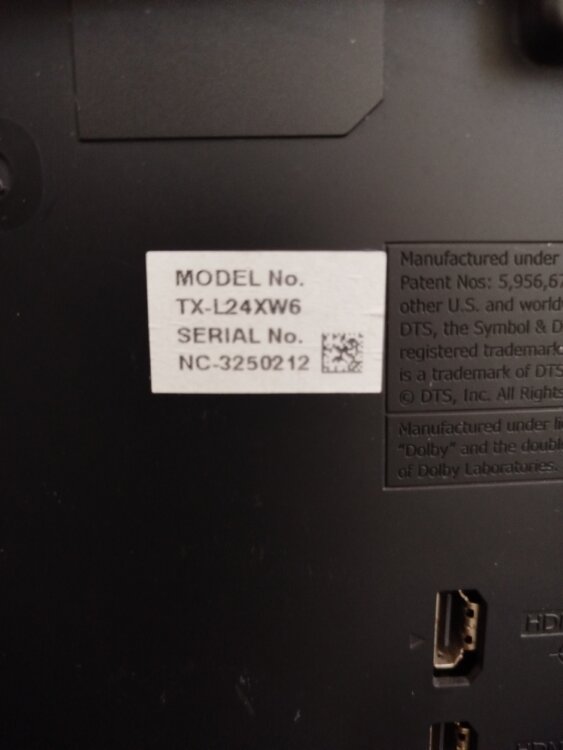 MODEL No.
TX-L24XW6
SERIAL No.
NC-3250212
Manufactured under
Patent Nos: 5,956,67
other U.S. and world
DTS, the Symbol & D
registered trademark
is a trademark of DTS
© DTS, Inc. All Rights
Manufactured under li
"Dolby" and the doubl
of Dolby Laboratories.
HD